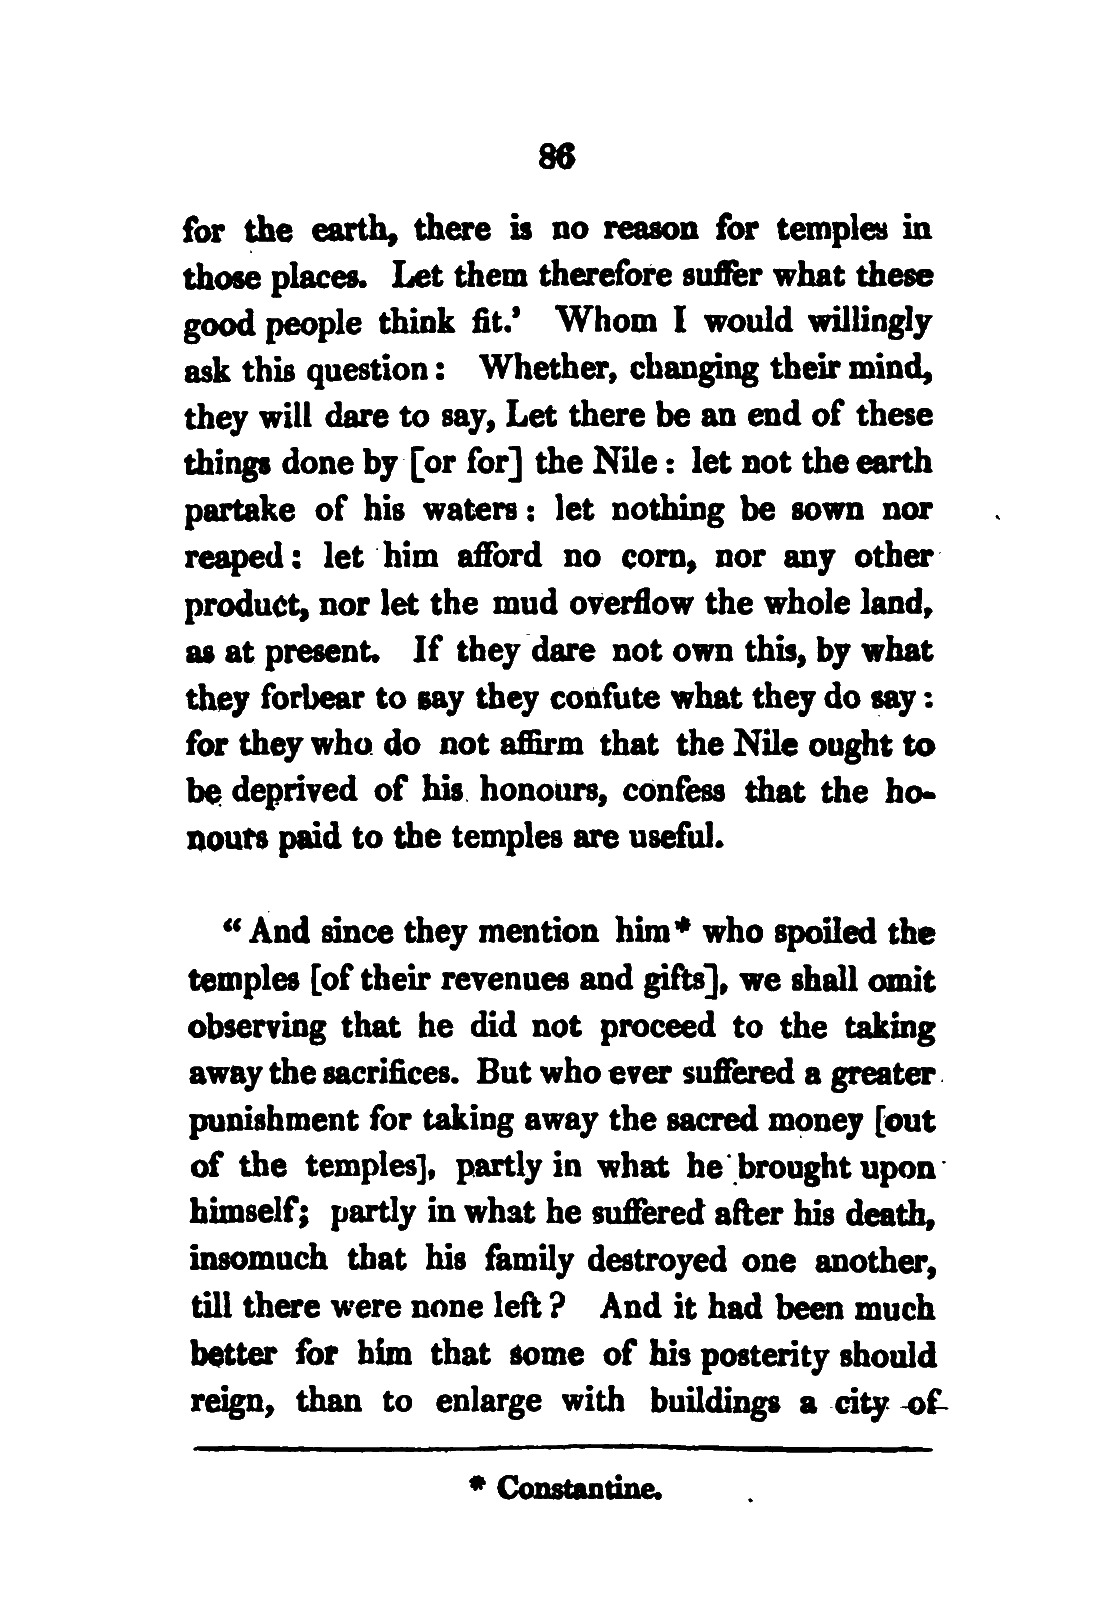 86
for the earth, there is no reason for temples in
those places. Let them therefore suffer what these
good people think fit.’ Whom I would willingly
ask this question: Whether, changing their mind,
they will dare to say, Let there be an end of these
things done by [or for] the Nile: let not the earth
partake of his waters: let nothing be sown nor
reaped: let him afford no corn, nor any other
product, nor let the mud overflow the whole land,
as at present. If they dare not own this, by what
they forbear to say they confute what they do say:
for they who do not affirm that the Nile ought to
be deprived of his honours, confess that the ho-
nours paid to the temples are useful.
“And since they mention him* who spoiled the
temples [of their revenues and gifts], we shall omit
observing that he did not proceed to the taking
away the sacrifices. But who ever suffered a greater
punishment for taking away the sacred money [out
of the temples], partly in what he brought upon
himself; partly in what he suffered after his death,
insomuch that his family destroyed one another,
till there were none left? And it had been much
better for him that some of his posterity should
reign, than to enlarge with buildings a city of
* Constantine.